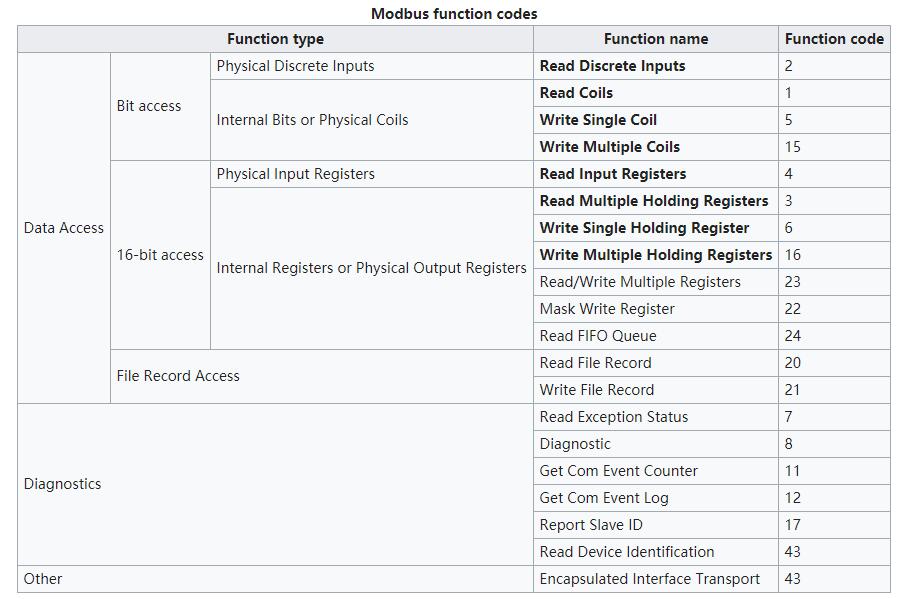 Modbus function codes
Function type Function name Function code
Data Access Bit access Physical Discrete Inputs Read Discrete Inputs 2
Internal Bits or Physical Coils Read Coils 1
Write Single Coil 5
Write Multiple Coils 15
16-bit access Physical Input Registers Read Input Registers 4
Internal Registers or Physical Output Registers Read Multiple Holding Registers 3
Write Single Holding Register 6
Write Multiple Holding Registers 16
Read/Write Multiple Registers 23
Mask Write Register 22
Read FIFO Queue 24
File Record Access Read File Record 20
Write File Record 21
Diagnostics Read Exception Status 7
Diagnostic 8
Get Com Event Counter 11
Get Com Event Log 12
Report Slave ID 17
Read Device Identification 43
Other Encapsulated Interface Transport 43